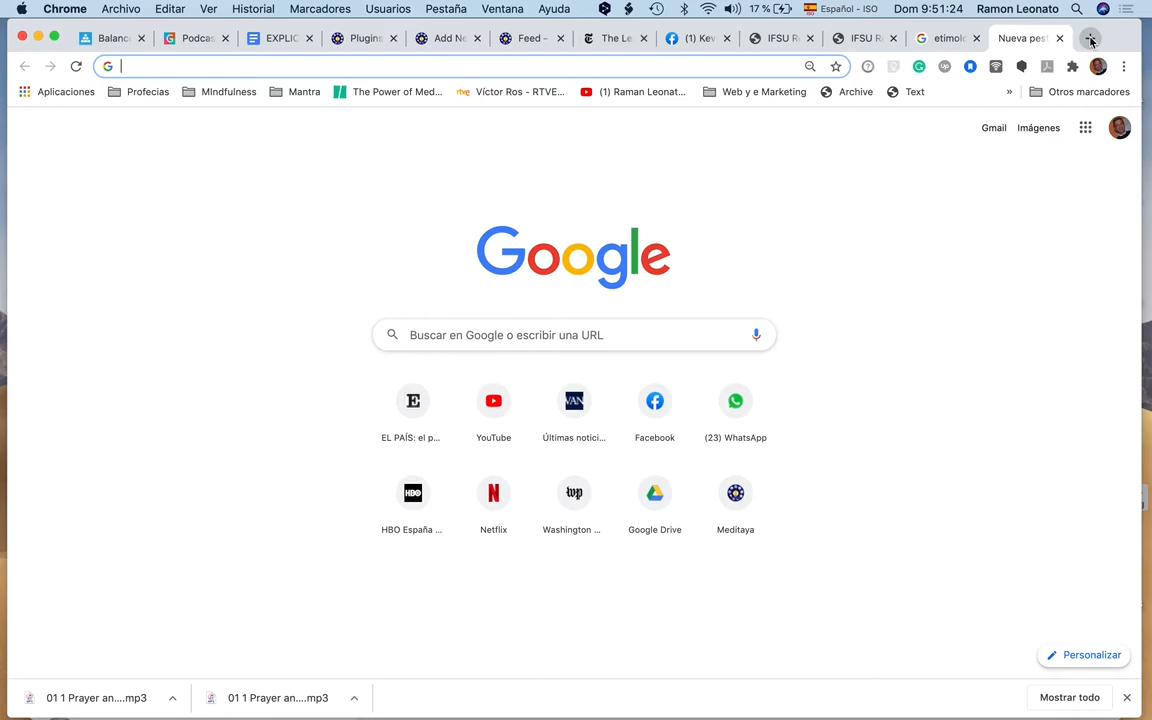 Chrome Archivo Editar Ver Historial Marcadores Usuarios Pestaña Ventana Ayuda 17 % Español - ISO Dom 9:51:24 Ramon Leonato
Balanc Podcas EXPLIC Plugins Add Ne Feed – The Le (1) Kev IFSU R IFSU R etimolo Nueva pes
Aplicaciones Profecias MIndfulness Mantra The Power of Med... Víctor Ros - RTVE... (1) Raman Leonat... Web y e Marketing Archive Text » Otros marcadores
Gmail Imágenes
Google
Buscar en Google o escribir una URL
EL PAÍS: el p... YouTube Últimas notici... Facebook (23) WhatsApp
HBO España ... Netflix Washington ... Google Drive Meditaya
Personalizar
01 1 Prayer an....mp3 01 1 Prayer an....mp3 Mostrar todo